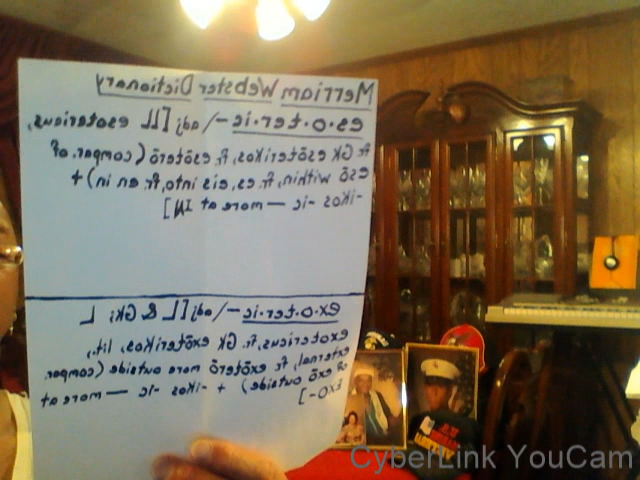 Merriam Webster Dictionary
es·o·ter·ic -/adj [LL esotericus,
fr. GK esōterikos, fr. esōterō (compar. of
esō within, fr. es, eis into, fr. en in) +
-ikos -ic — more at IN]
ex·o·ter·ic -/adj [L & GK; L
exotericus, fr. GK exōterikos, lit.,
external, fr. exōterō more outside (compar.
of exō outside) + -ikos -ic — more at
EXO-]
CyberLink YouCam